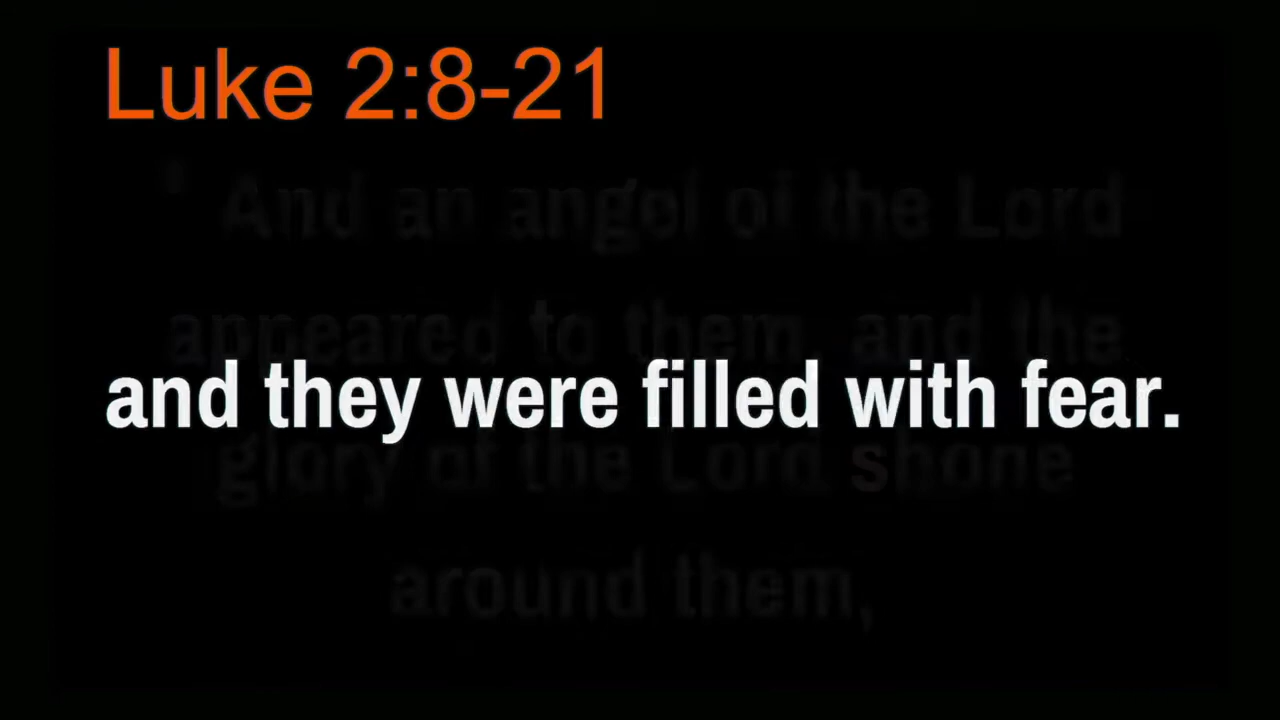 Luke 2:8-21
And an angel of the Lord
appeared to them, and the
and they were filled with fear.
glory of the Lord shone
around them,